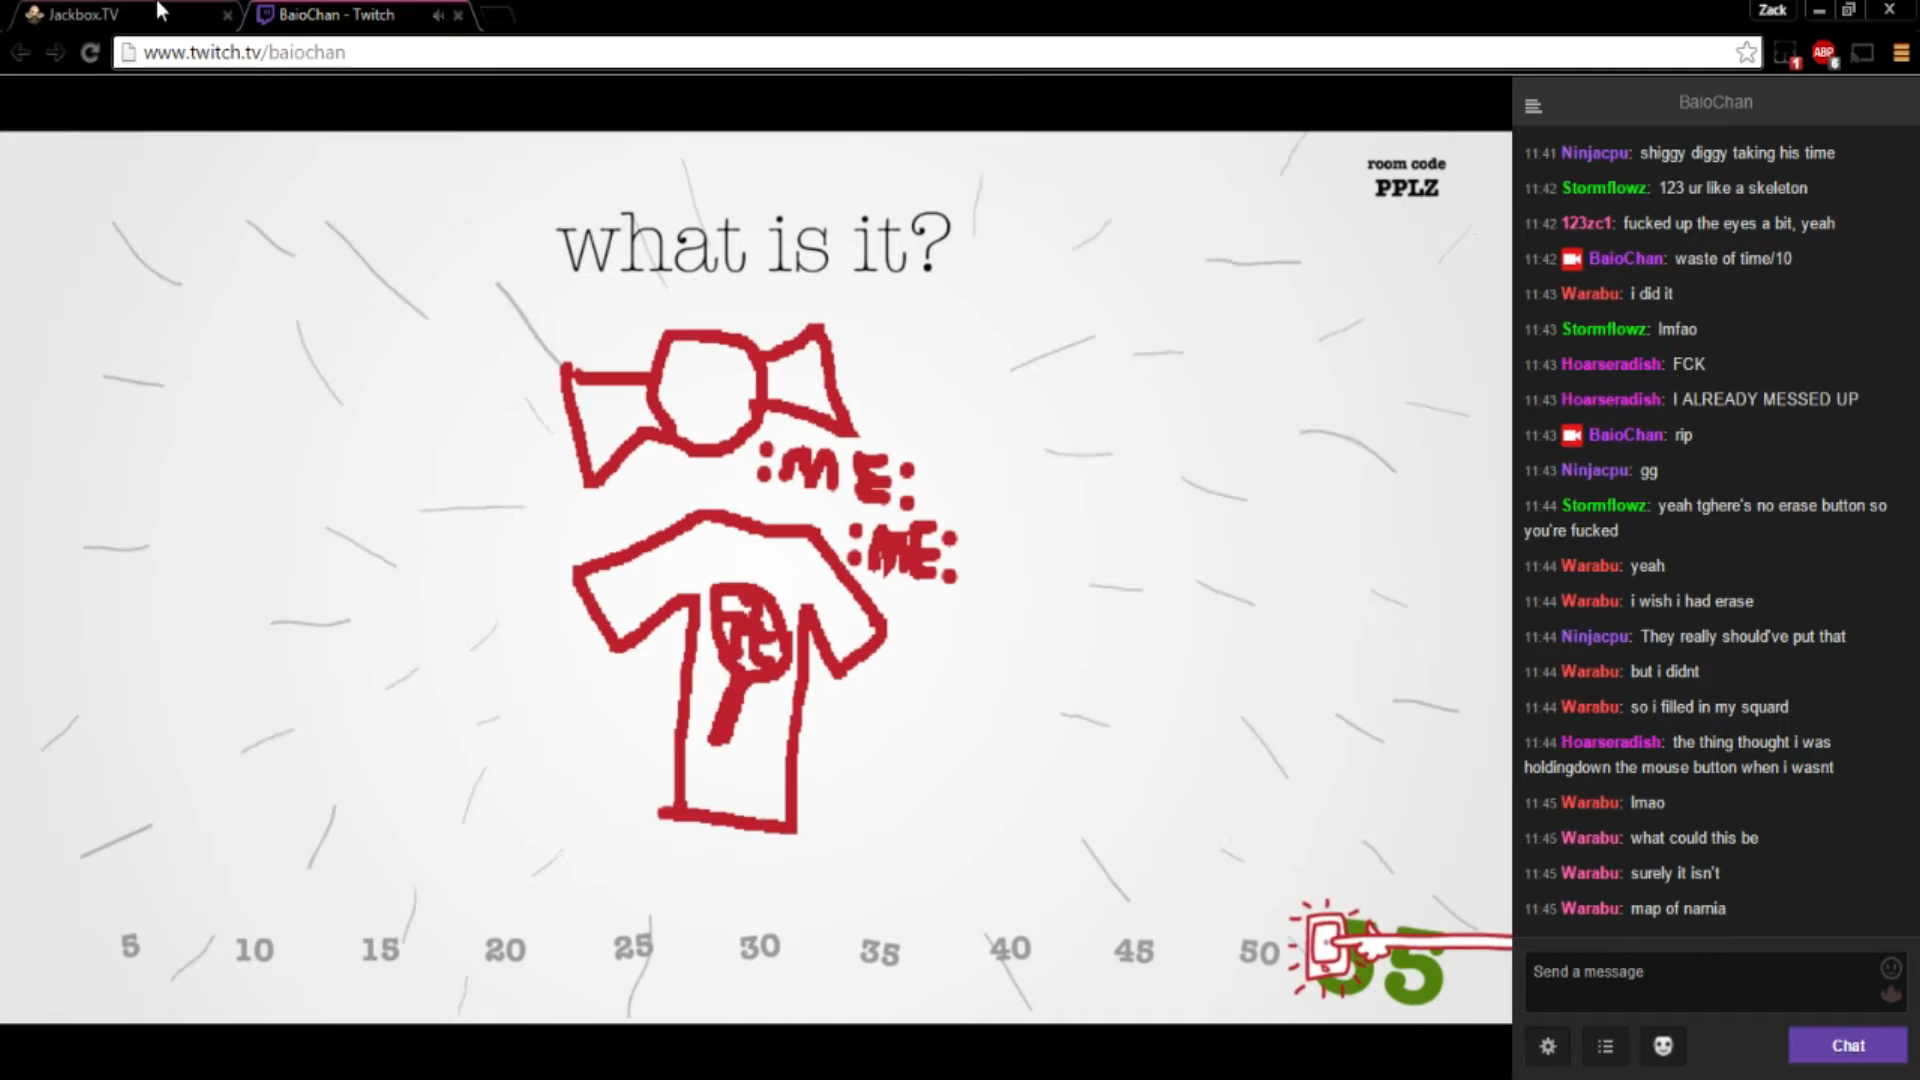 Jackbox.TV
BaioChan - Twitch
Zack
www.twitch.tv/baiochan
1
ABP
6
room code
PPLZ
what is it?
:ME:
:ME:
5 10 15 20 25 30 35 40 45 50 55
BaioChan
11:41 Ninjacpu: shiggy diggy taking his time
11:42 Stormflowz: 123 ur like a skeleton
11:42 123zc1: fucked up the eyes a bit, yeah
11:42 BaioChan: waste of time/10
11:43 Warabu: i did it
11:43 Stormflowz: lmfao
11:43 Hoarseradish: FCK
11:43 Hoarseradish: I ALREADY MESSED UP
11:43 BaioChan: rip
11:43 Ninjacpu: gg
11:44 Stormflowz: yeah tghere's no erase button so
you're fucked
11:44 Warabu: yeah
11:44 Warabu: i wish i had erase
11:44 Ninjacpu: They really should've put that
11:44 Warabu: but i didnt
11:44 Warabu: so i filled in my squard
11:44 Hoarseradish: the thing thought i was
holdingdown the mouse button when i wasnt
11:45 Warabu: lmao
11:45 Warabu: what could this be
11:45 Warabu: surely it isn't
11:45 Warabu: map of narnia
Send a message
Chat